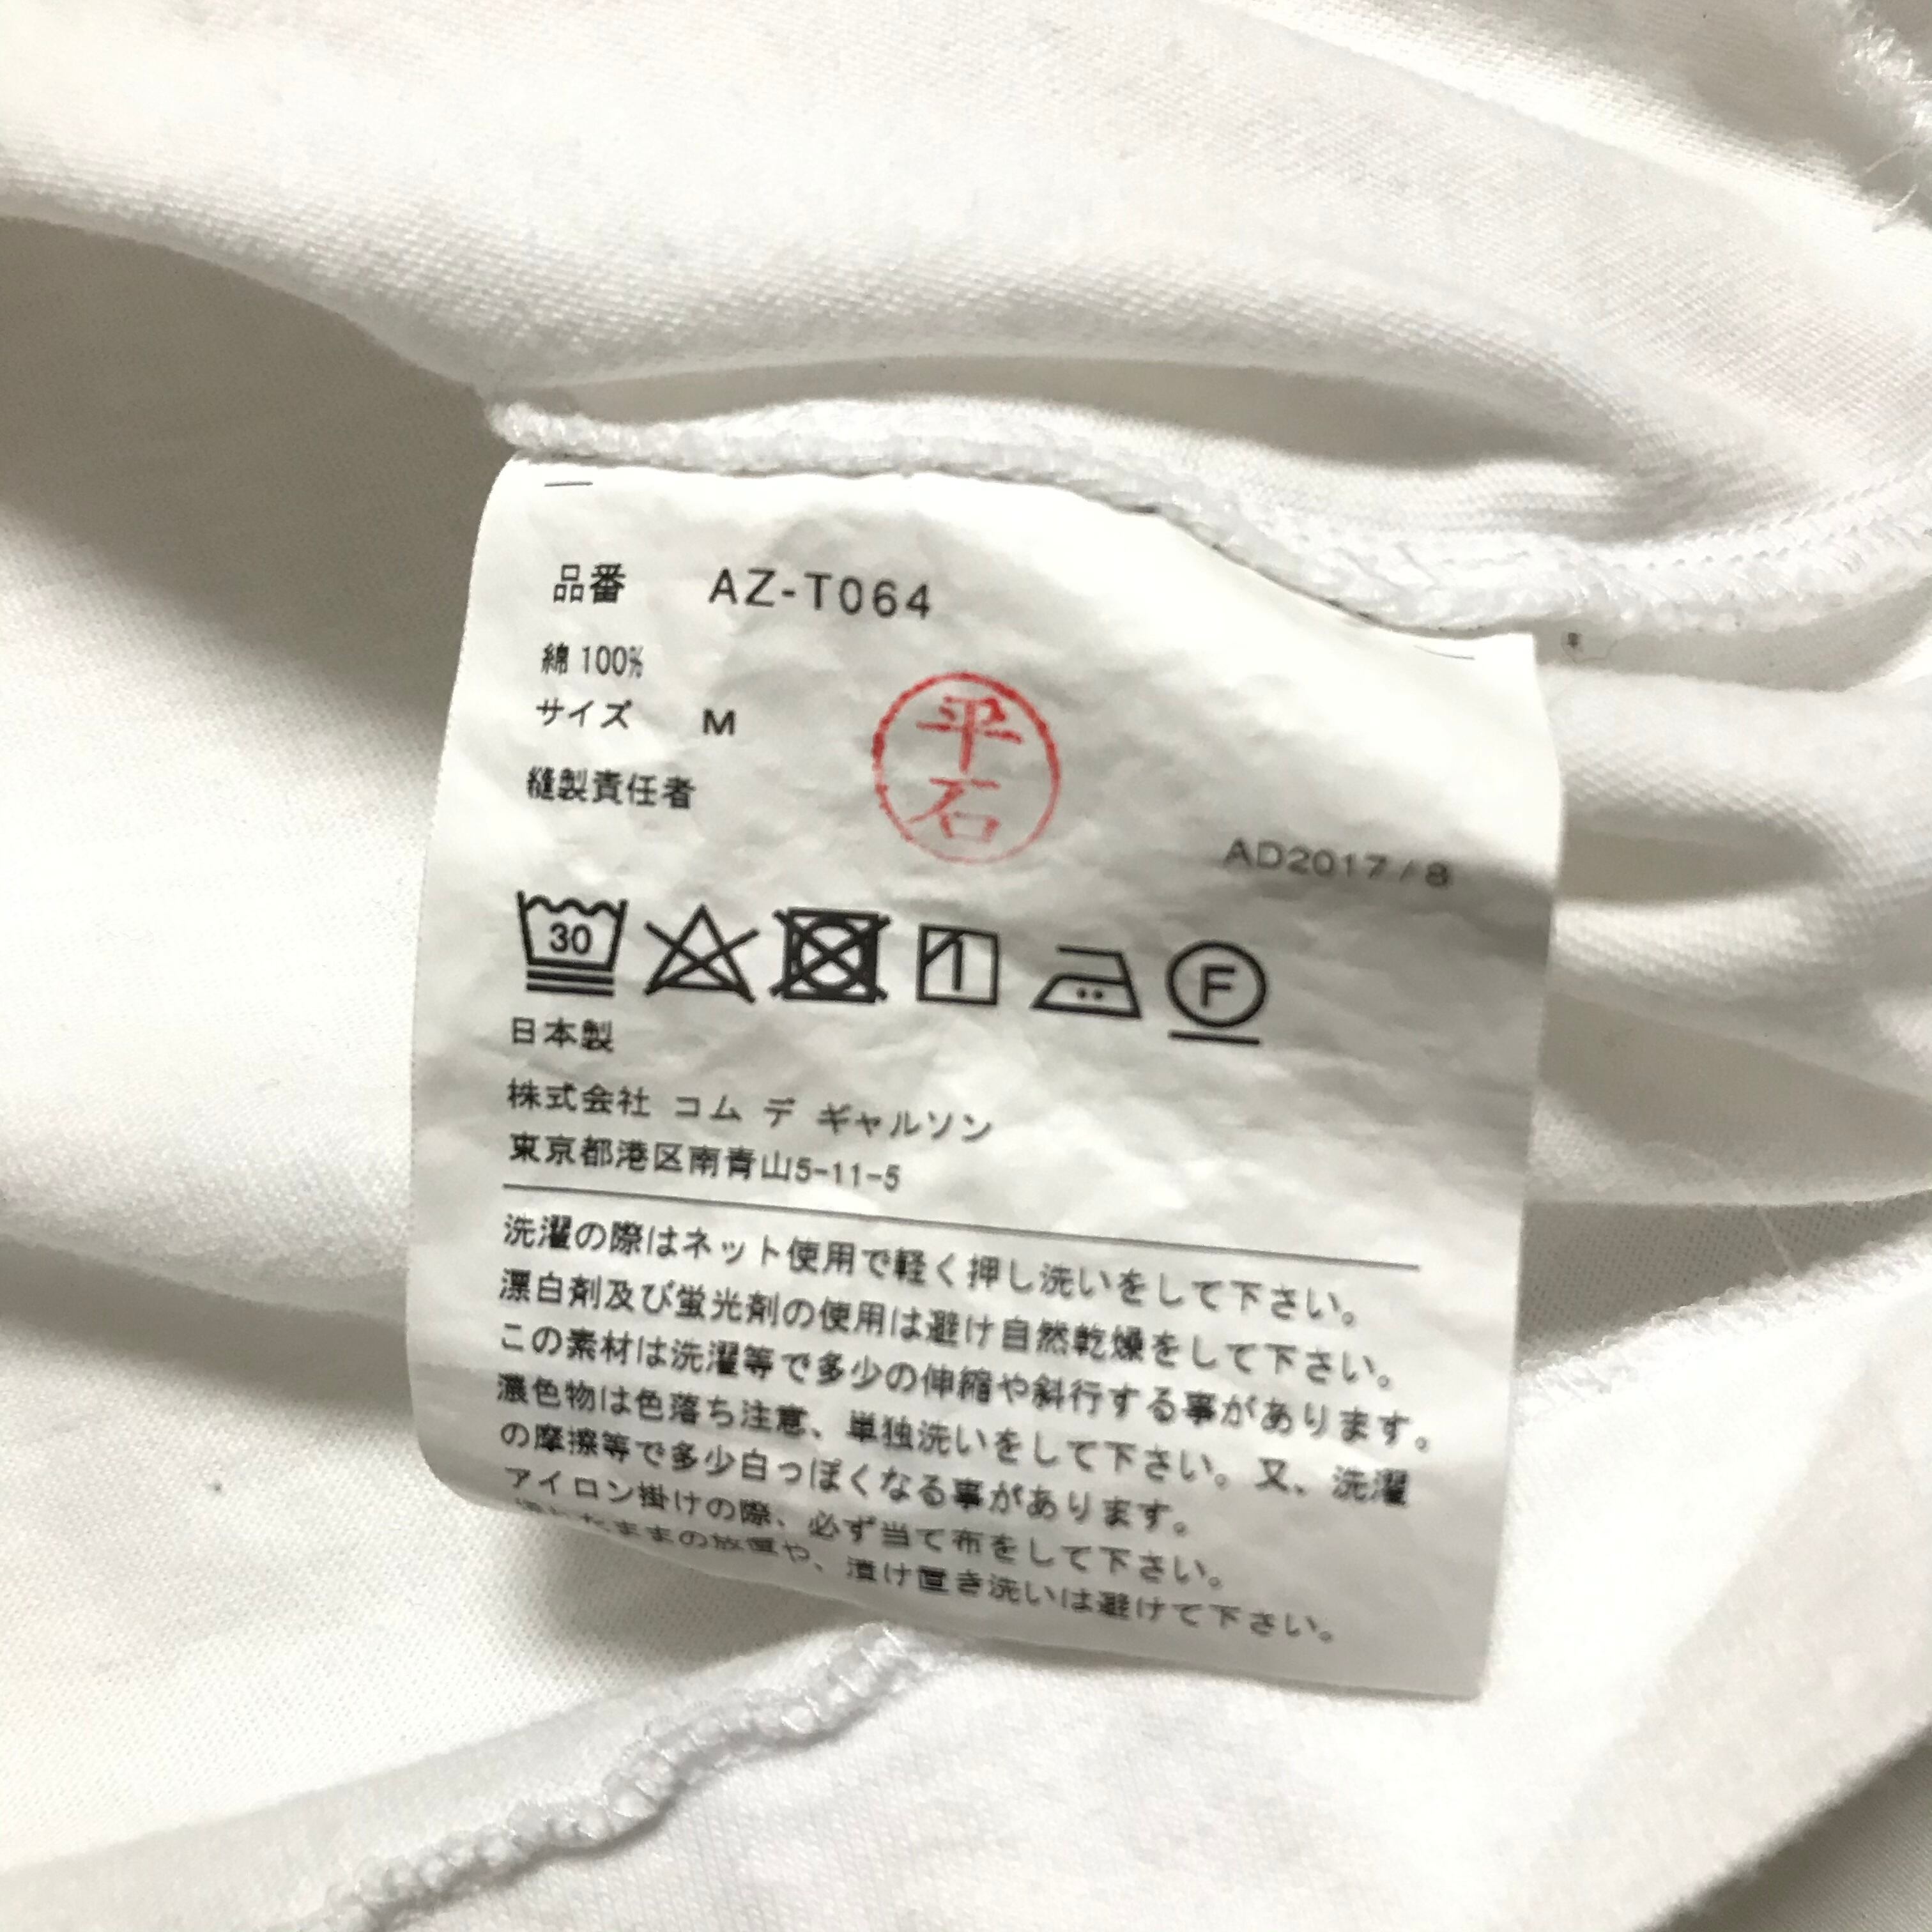 品番 AZ-T064
綿 100%
サイズ M
縫製責任者
平石
AD2017/8
30
F
日本製
株式会社 コム デ ギャルソン
東京都港区南青山5-11-5
洗濯の際はネット使用で軽く押し洗いをして下さい。
漂白剤及び蛍光剤の使用は避け自然乾燥をして下さい。
この素材は洗濯等で多少の伸縮や斜行する事があります。
濃色物は色落ち注意、単独洗いをして下さい。又、洗濯
の摩擦等で多少白っぽくなる事があります。
アイロン掛けの際、必ず当て布をして下さい。
たままの放置や、漬け置き洗いは避けて下さい。